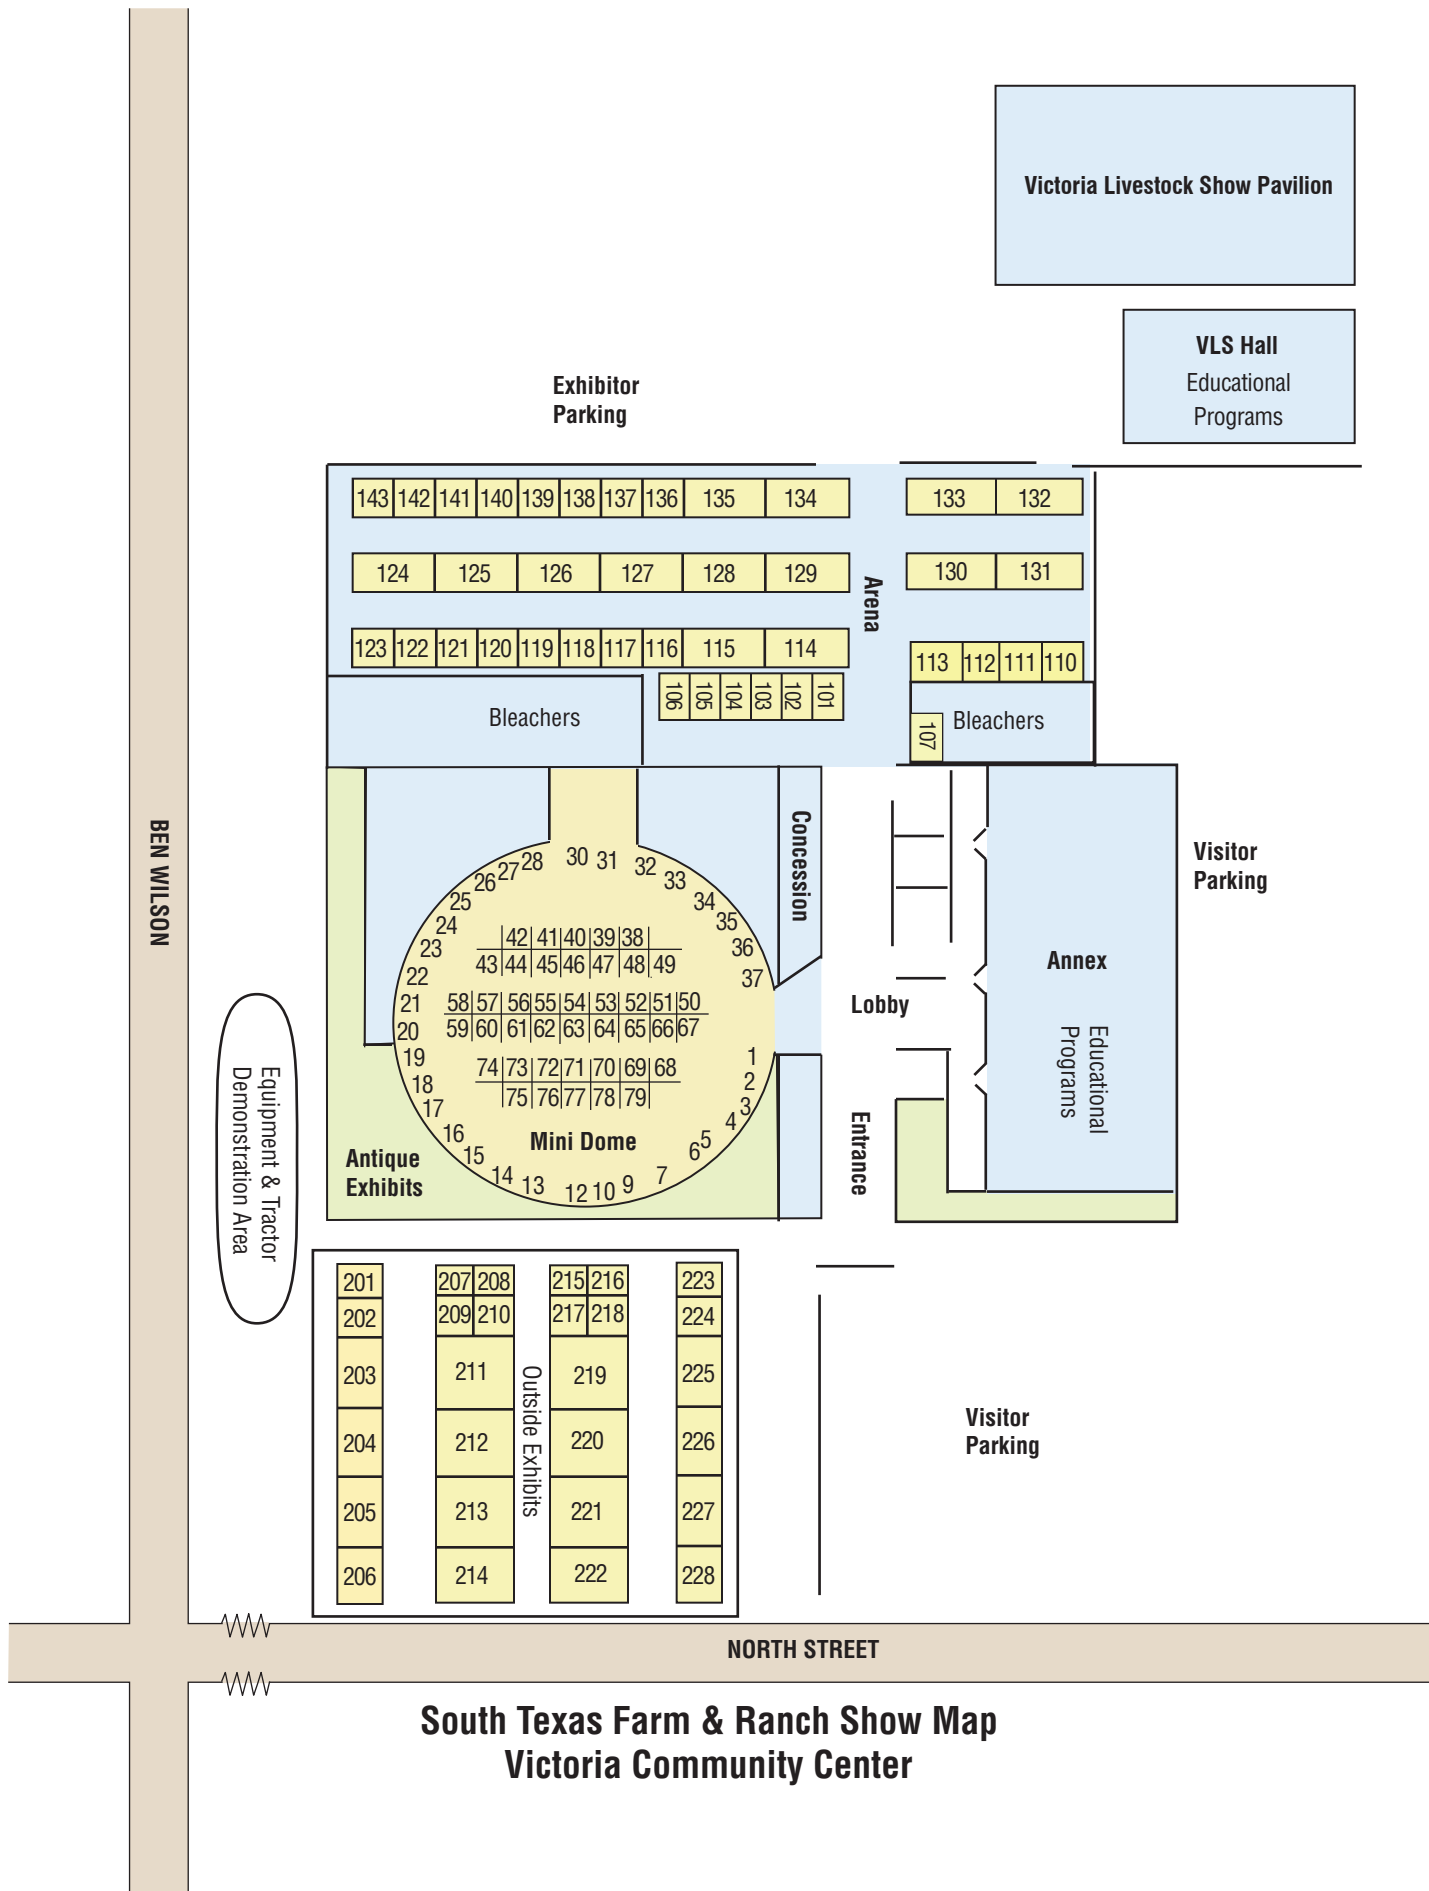 Victoria Livestock Show Pavilion
VLS Hall
Educational
Programs
Exhibitor
Parking
143 142 141 140 139 138 137 136 135 134
133 132
124 125 126 127 128 129
130 131
Arena
123 122 121 120 119 118 117 116 115 114
113 112 111 110
106 105 104 103 102 101
Bleachers
107
Bleachers
Concession
BEN WILSON
Visitor
Parking
27 28 30 31 32 33
26 34
25 35
24 36
23 37
22
21
20
19 1
18 2
17 3
16 4
15 6 5
14 13 12 10 9 7
42 41 40 39 38
43 44 45 46 47 48 49
58 57 56 55 54 53 52 51 50
59 60 61 62 63 64 65 66 67
74 73 72 71 70 69 68
75 76 77 78 79
Mini Dome
Annex
Educational
Programs
Lobby
Entrance
Equipment & Tractor
Demonstration Area
Antique
Exhibits
201 207 208 215 216 223
202 209 210 217 218 224
203 211 219 225
204 212 220 226
205 213 221 227
206 214 222 228
Outside Exhibits
Visitor
Parking
NORTH STREET
South Texas Farm & Ranch Show Map
Victoria Community Center